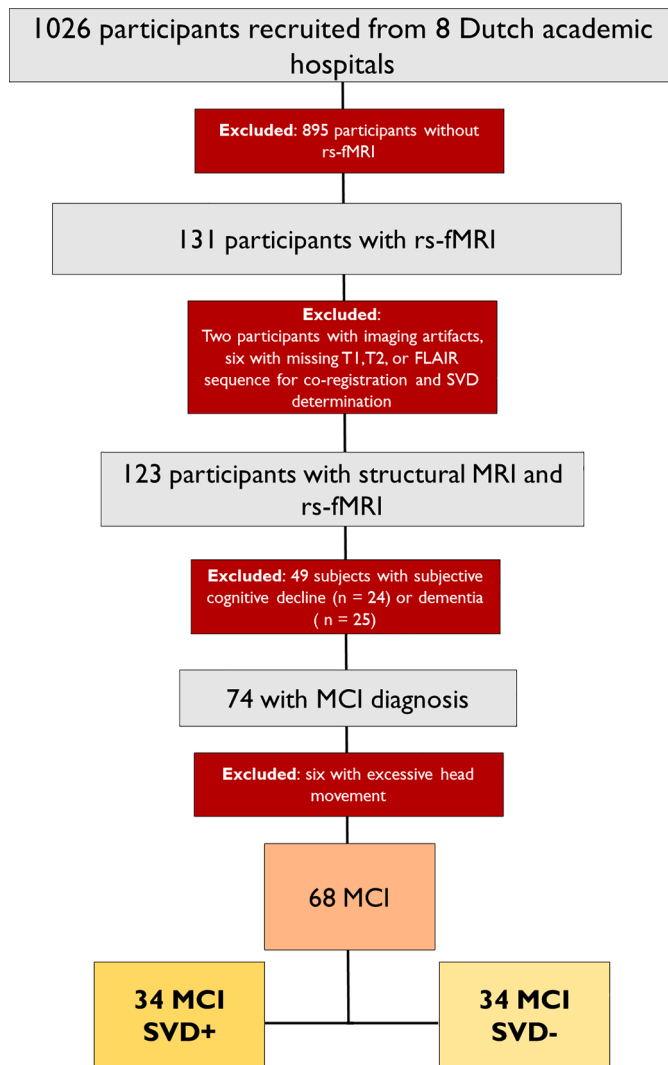 1026 participants recruited from 8 Dutch academic
hospitals
Excluded: 895 participants without
rs-fMRI
131 participants with rs-fMRI
Excluded:
Two participants with imaging artifacts,
six with missing T1,T2, or FLAIR
sequence for co-registration and SVD
determination
123 participants with structural MRI and
rs-fMRI
Excluded: 49 subjects with subjective
cognitive decline (n = 24) or dementia
( n = 25)
74 with MCI diagnosis
Excluded: six with excessive head
movement
68 MCI
34 MCI
SVD+
34 MCI
SVD-